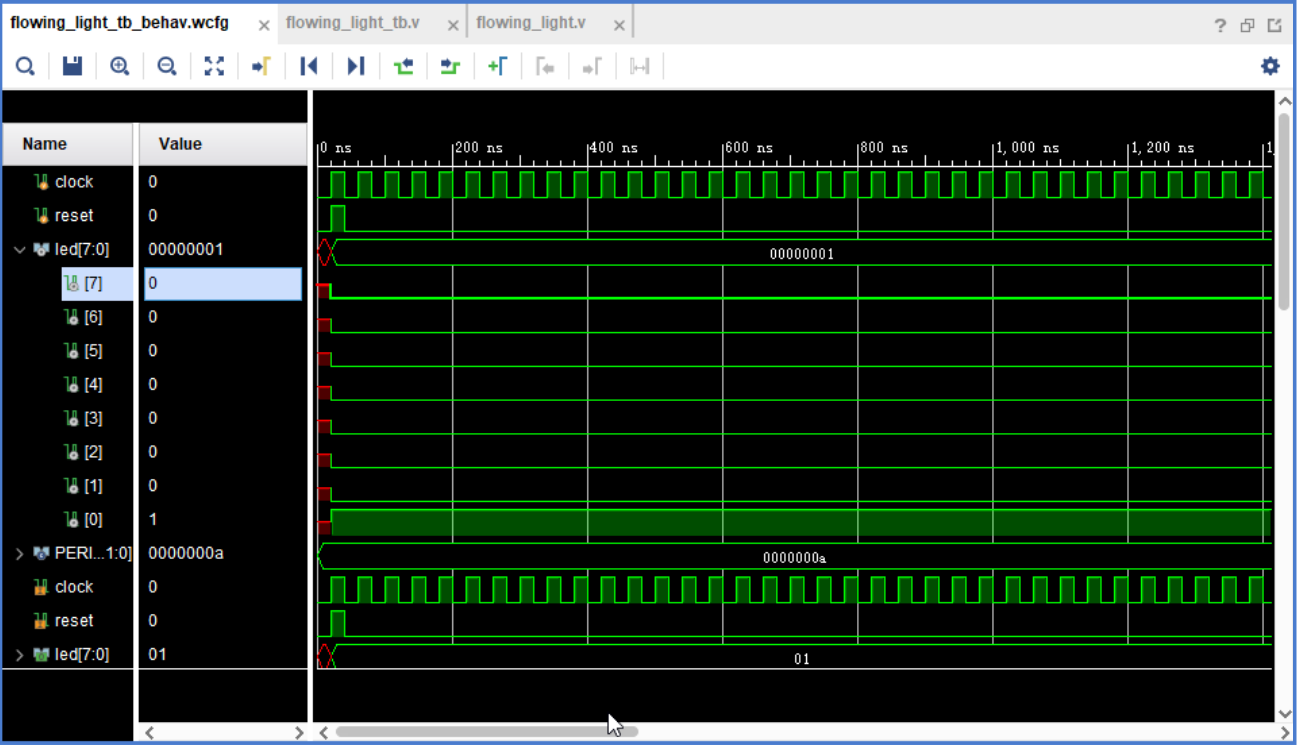 flowing_light_tb_behav.wcfg × flowing_light_tb.v × flowing_light.v ×
?
Name Value
0 ns 200 ns 400 ns 600 ns 800 ns 1,000 ns 1,200 ns 1,
clock 0
reset 0
led[7:0] 00000001 00000001
[7] 0
[6] 0
[5] 0
[4] 0
[3] 0
[2] 0
[1] 0
[0] 1
PERI...1:0] 0000000a 0000000a
clock 0
reset 0
led[7:0] 01 01